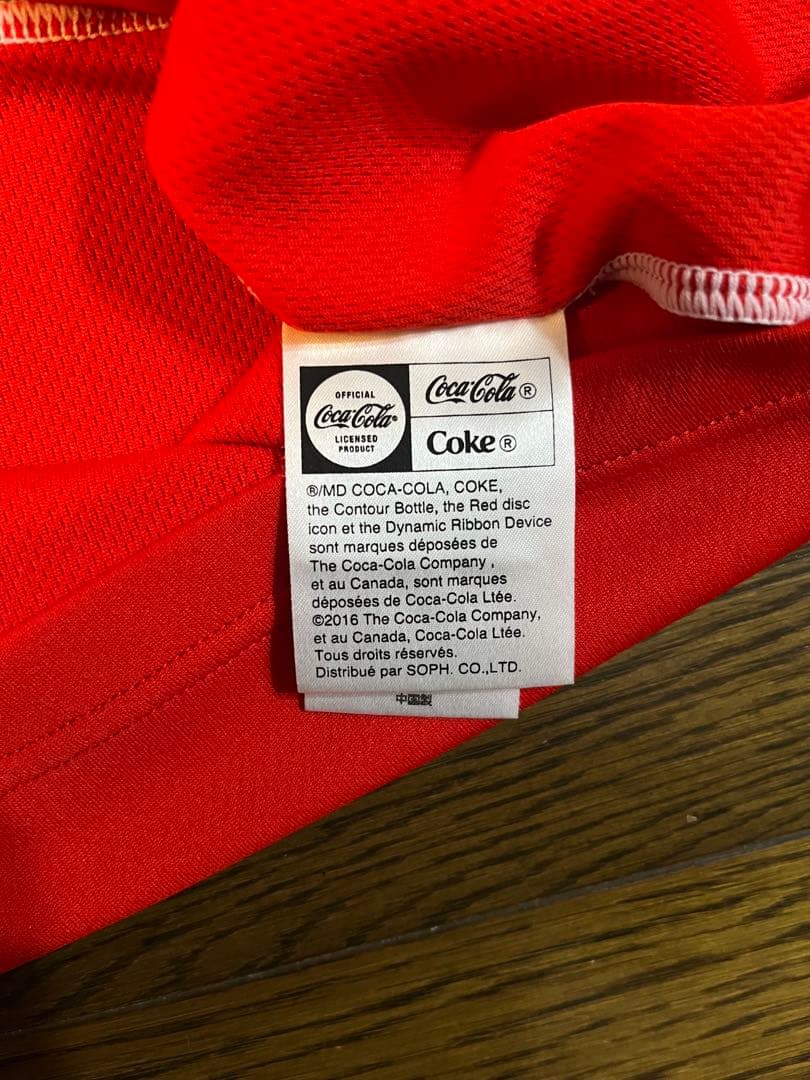 OFFICIAL
Coca-Cola®
LICENSED
PRODUCT
Coca-Cola®
Coke®
®/MD COCA-COLA, COKE,
the Contour Bottle, the Red disc
icon et the Dynamic Ribbon Device
sont marques déposées de
The Coca-Cola Company ,
et au Canada, sont marques
déposées de Coca-Cola Ltée.
©2016 The Coca-Cola Company,
et au Canada, Coca-Cola Ltée.
Tous droits réservés.
Distribué par SOPH. CO.,LTD.
中国製